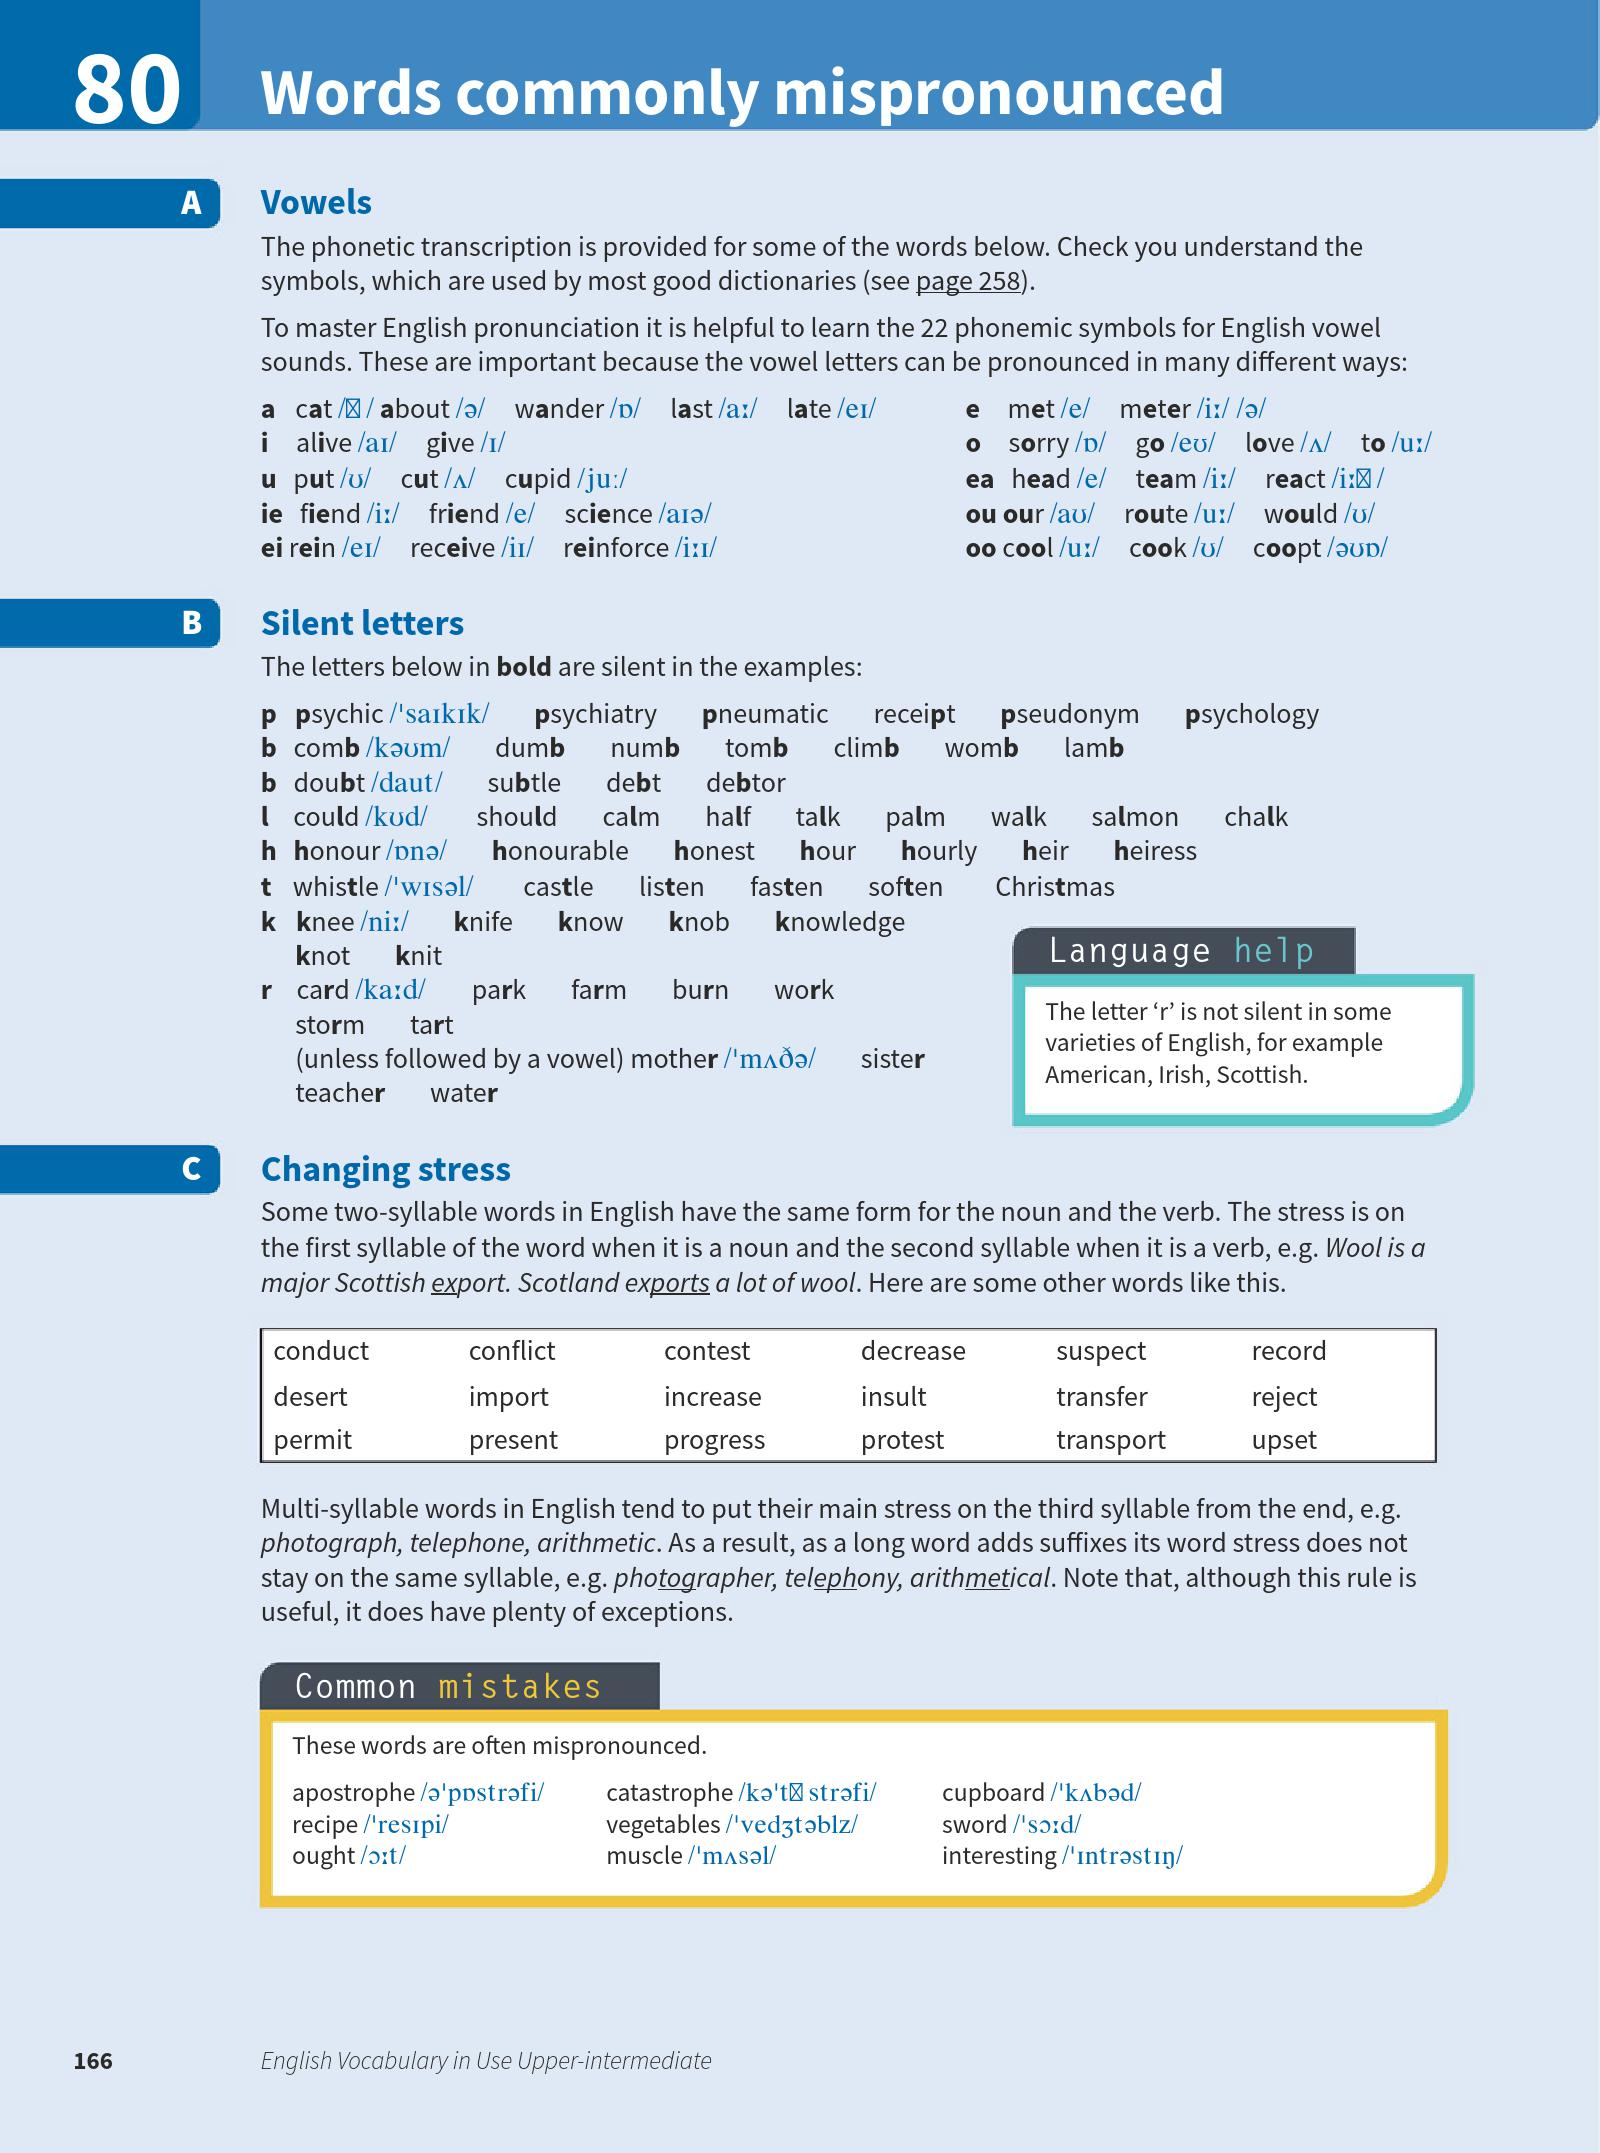 80 Words commonly mispronounced
A Vowels
The phonetic transcription is provided for some of the words below. Check you understand the
symbols, which are used by most good dictionaries (see page 258).
To master English pronunciation it is helpful to learn the 22 phonemic symbols for English vowel
sounds. These are important because the vowel letters can be pronounced in many different ways:
a cat / / about /ə/ wander /ɒ/ last /aː/ late /eɪ/
i alive /aɪ/ give /ɪ/
u put /ʊ/ cut /ʌ/ cupid /juː/
ie fiend /iː/ friend /e/ science /aɪə/
ei rein /eɪ/ receive /iɪ/ reinforce /iːɪ/
e met /e/ meter /iː/ /ə/
o sorry /ɒ/ go /eʊ/ love /ʌ/ to /uː/
ea head /e/ team /iː/ react /iː /
ou our /aʊ/ route /uː/ would /ʊ/
oo cool /uː/ cook /ʊ/ coopt /əʊɒ/
B Silent letters
The letters below in bold are silent in the examples:
p psychic /ˈsaɪkɪk/ psychiatry pneumatic receipt pseudonym psychology
b comb /kəʊm/ dumb numb tomb climb womb lamb
b doubt /daut/ subtle debt debtor
l could /kʊd/ should calm half talk palm walk salmon chalk
h honour /ɒnə/ honourable honest hour hourly heir heiress
t whistle /ˈwɪsəl/ castle listen fasten soften Christmas
k knee /niː/ knife know knob knowledge
knot knit
r card /kaːd/ park farm burn work
storm tart
(unless followed by a vowel) mother /ˈmʌðə/ sister
teacher water
Language help
The letter ‘r’ is not silent in some
varieties of English, for example
American, Irish, Scottish.
C Changing stress
Some two-syllable words in English have the same form for the noun and the verb. The stress is on
the first syllable of the word when it is a noun and the second syllable when it is a verb, e.g. Wool is a
major Scottish export. Scotland exports a lot of wool. Here are some other words like this.
conduct conflict contest decrease suspect record
desert import increase insult transfer reject
permit present progress protest transport upset
Multi-syllable words in English tend to put their main stress on the third syllable from the end, e.g.
photograph, telephone, arithmetic. As a result, as a long word adds suffixes its word stress does not
stay on the same syllable, e.g. photographer, telephony, arithmetical. Note that, although this rule is
useful, it does have plenty of exceptions.
Common mistakes
These words are often mispronounced.
apostrophe /əˈpɒstrəfi/ catastrophe /kəˈt strəfi/ cupboard /ˈkʌbəd/
recipe /ˈresɪpi/ vegetables /ˈvedʒtəblz/ sword /ˈsɔːd/
ought /ɔːt/ muscle /ˈmʌsəl/ interesting /ˈɪntrəstɪŋ/
166 English Vocabulary in Use Upper-intermediate